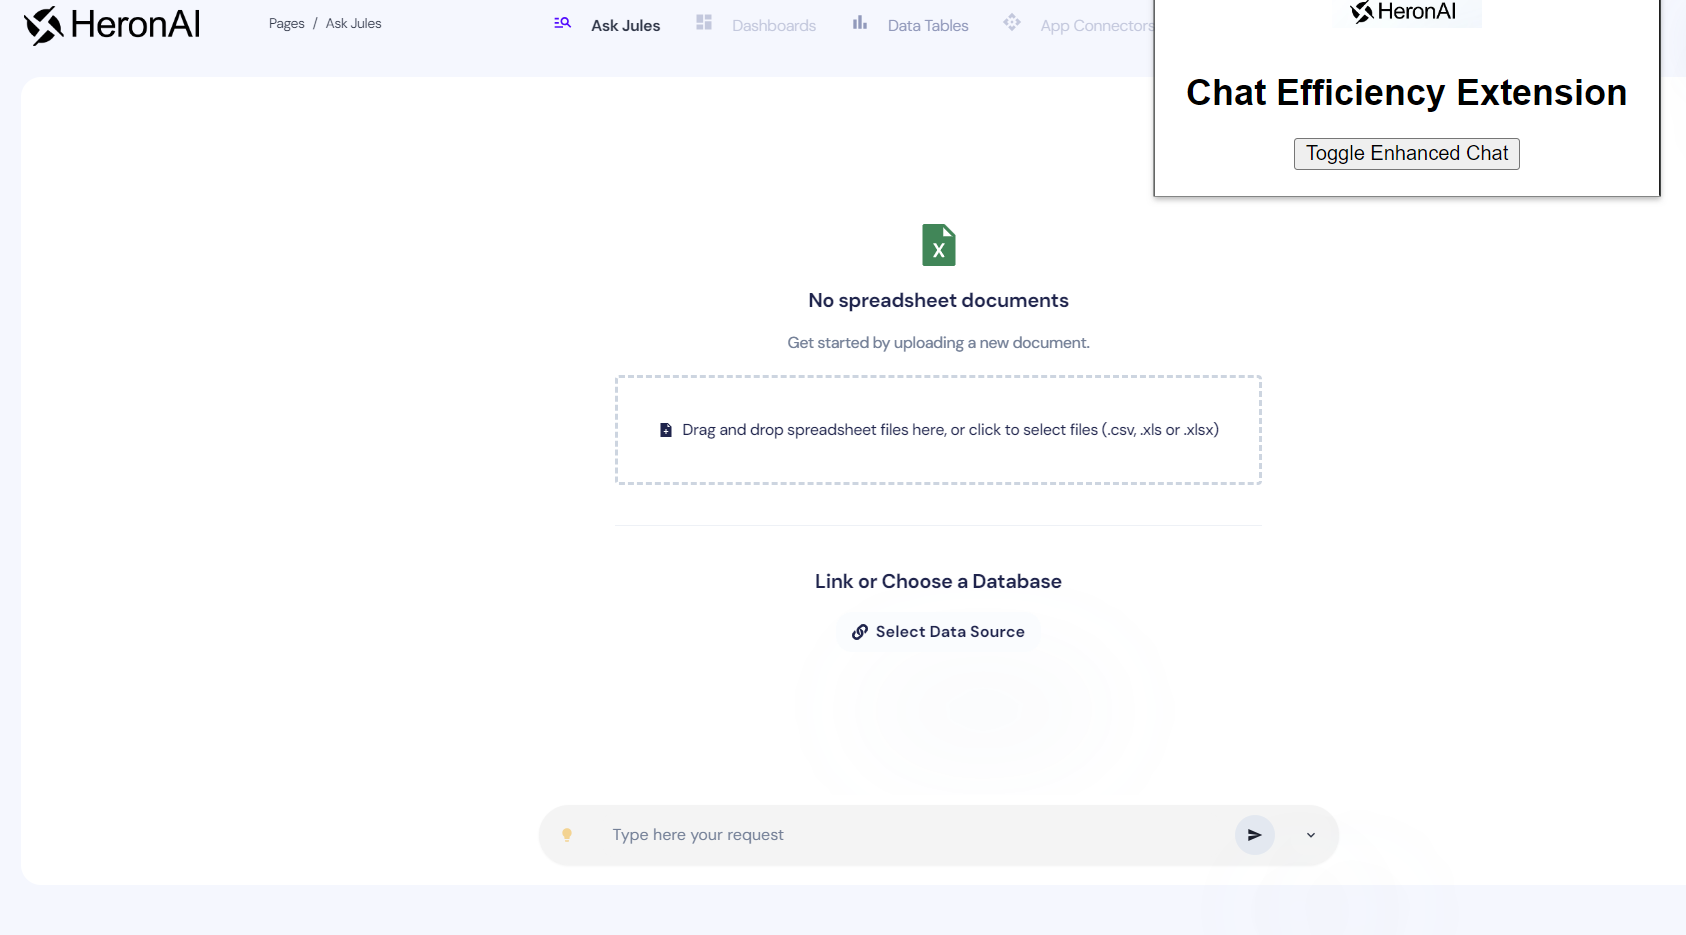 HeronAI
Pages / Ask Jules
Ask Jules
Dashboards
Data Tables
App Connectors
HeronAI
Chat Efficiency Extension
Toggle Enhanced Chat
X
No spreadsheet documents
Get started by uploading a new document.
Drag and drop spreadsheet files here, or click to select files (.csv, .xls or .xlsx)
Link or Choose a Database
Select Data Source
Type here your request